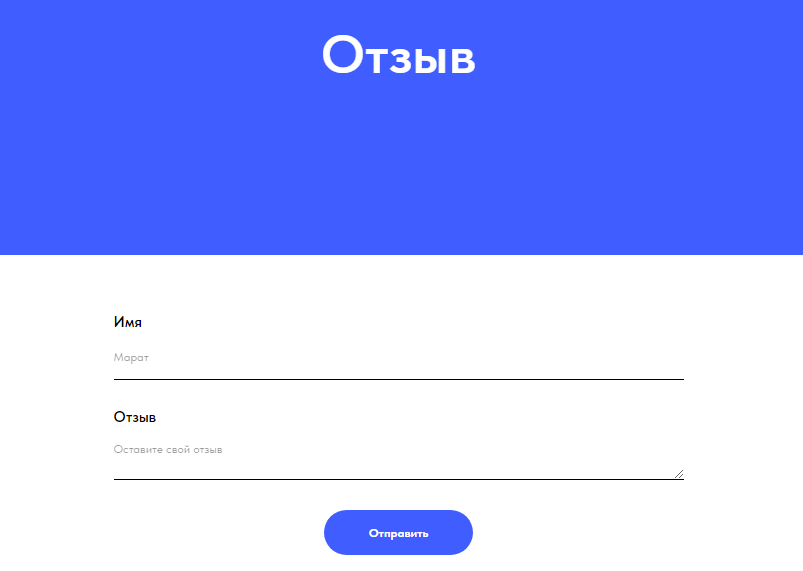 Отзыв
Имя
Марат
Отзыв
Оставите свой отзыв
Отправить